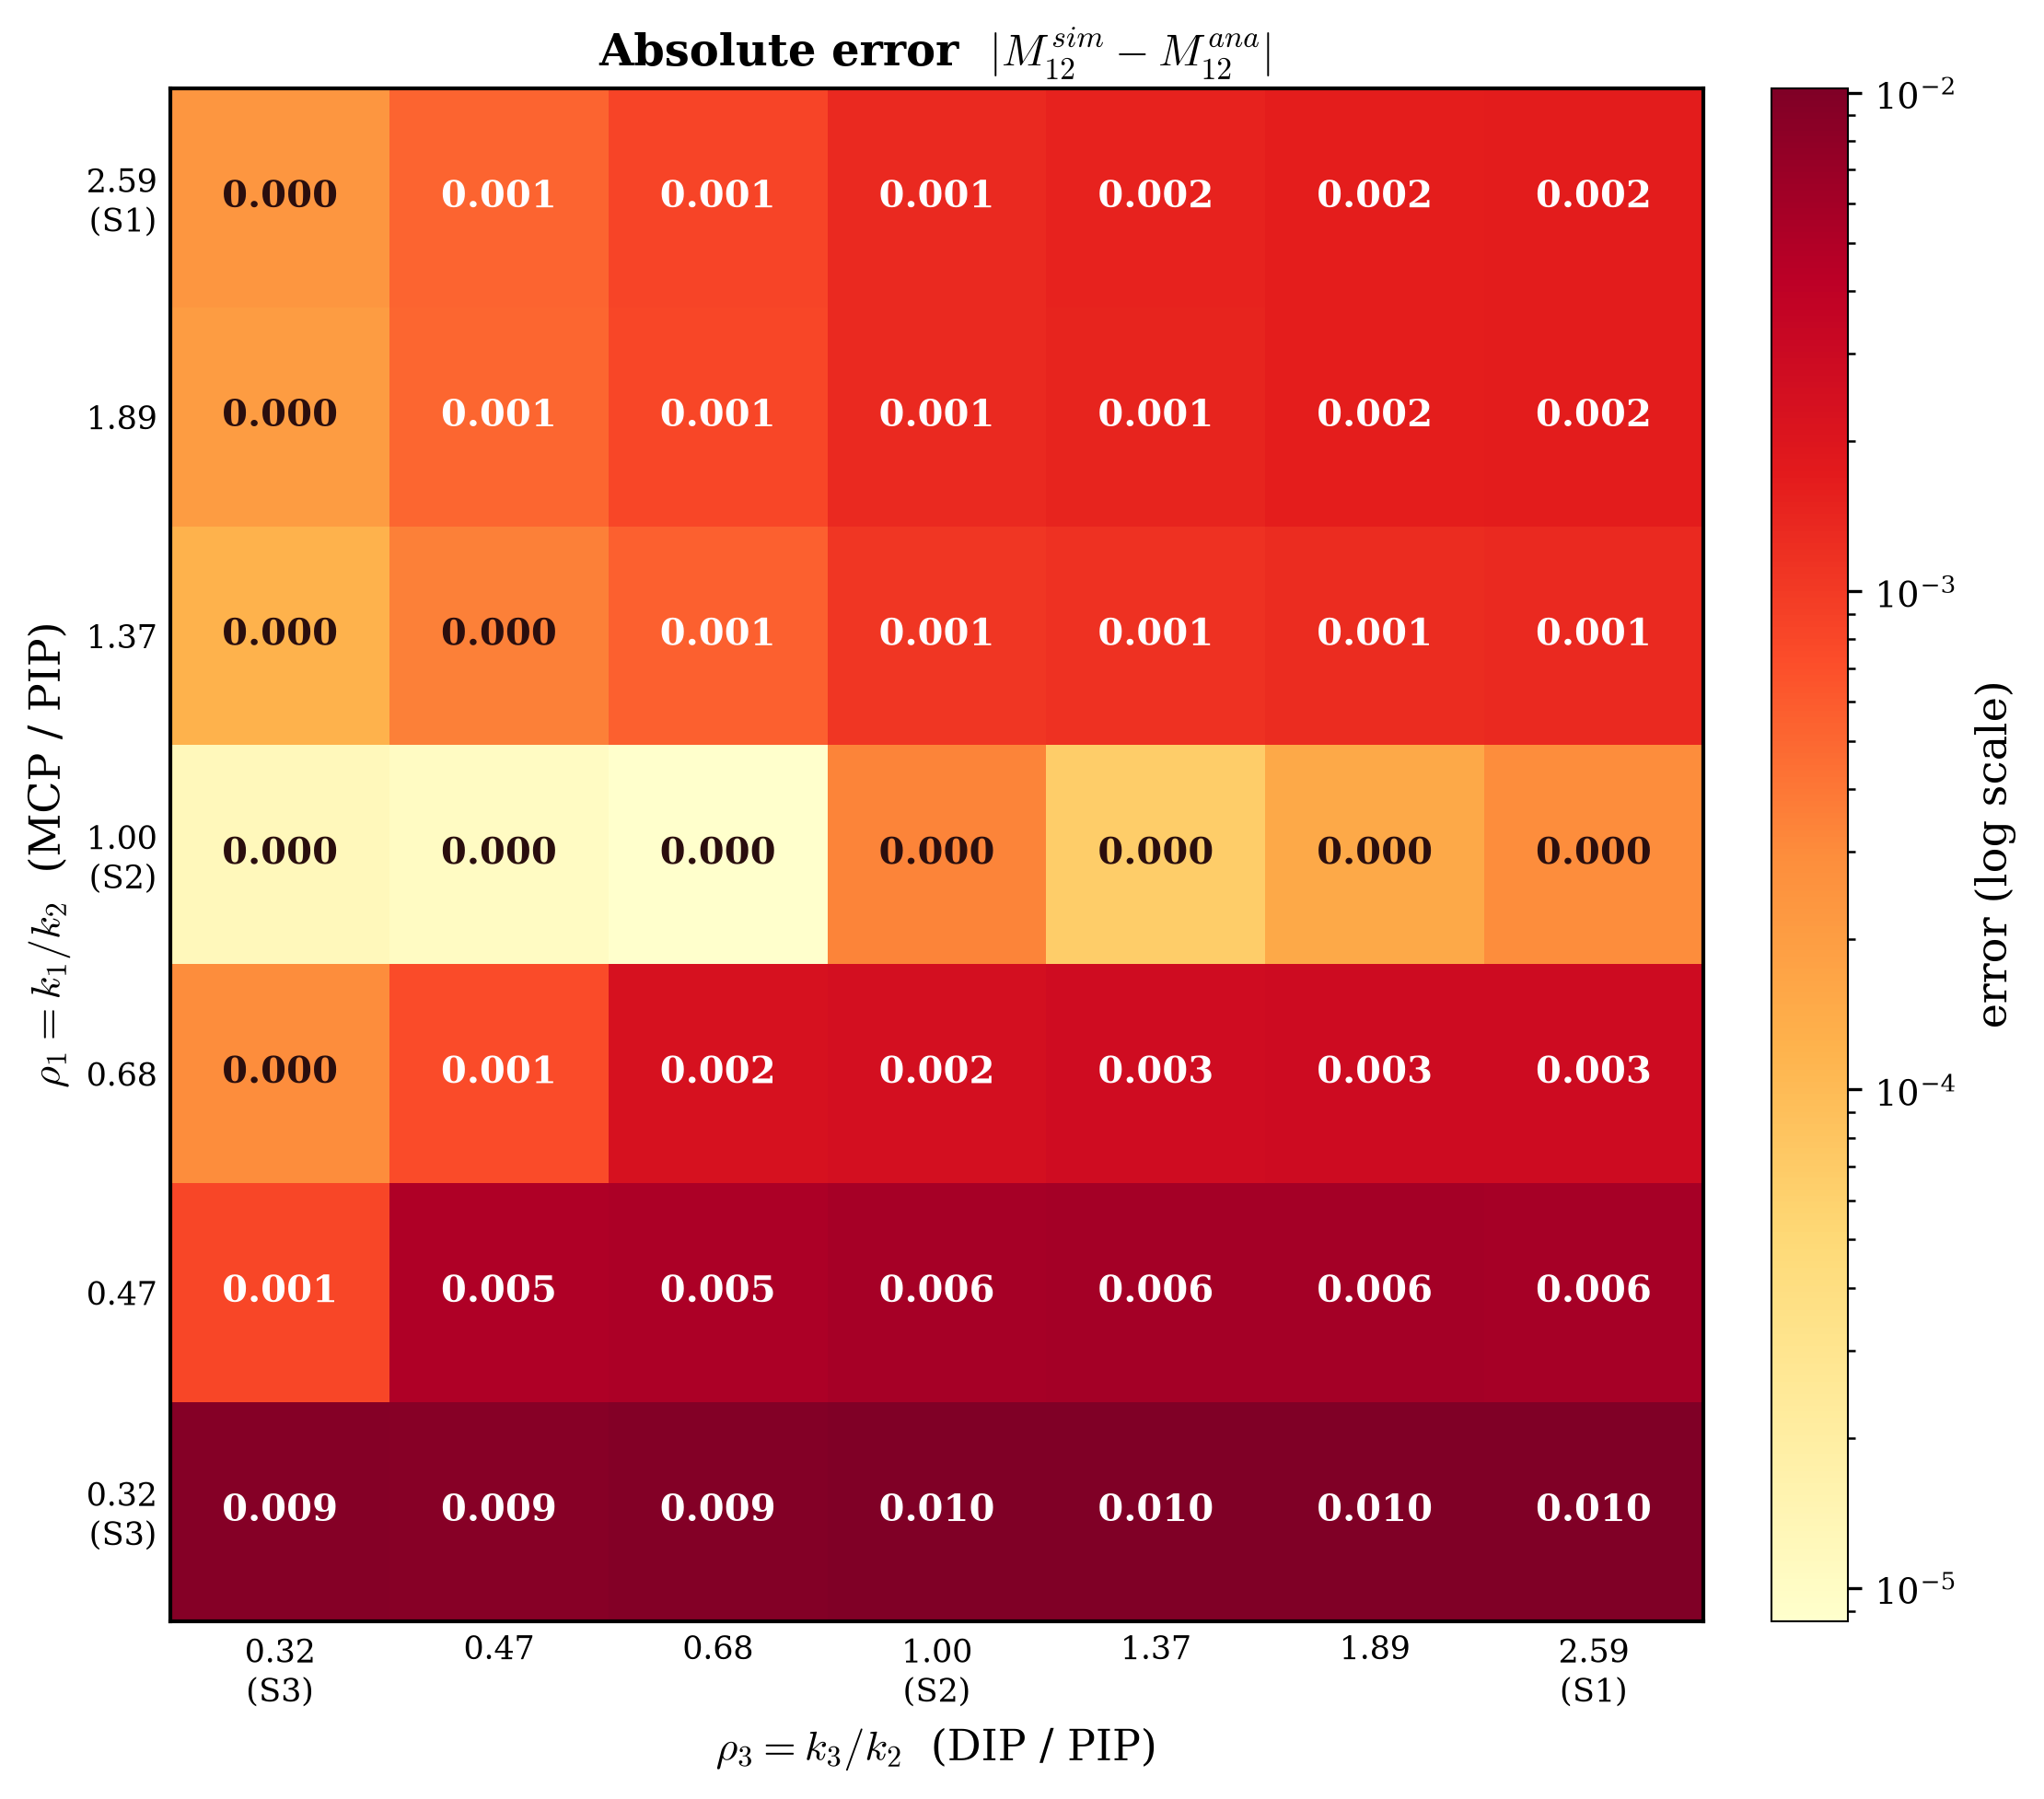 Absolute error |M_{12}^{sim} − M_{12}^{ana}|
ρ₁ = k₁/k₂ (MCP / PIP)
2.59
(S1)
0.000 0.001 0.001 0.001 0.002 0.002 0.002
1.89
0.000 0.001 0.001 0.001 0.001 0.002 0.002
1.37
0.000 0.000 0.001 0.001 0.001 0.001 0.001
1.00
(S2)
0.000 0.000 0.000 0.000 0.000 0.000 0.000
0.68
0.000 0.001 0.002 0.002 0.003 0.003 0.003
0.47
0.001 0.005 0.005 0.006 0.006 0.006 0.006
0.32
(S3)
0.009 0.009 0.009 0.010 0.010 0.010 0.010
0.32 0.47 0.68 1.00 1.37 1.89 2.59
(S3) (S2) (S1)
ρ₃ = k₃/k₂ (DIP / PIP)
10⁻²
10⁻³
10⁻⁴
10⁻⁵
error (log scale)